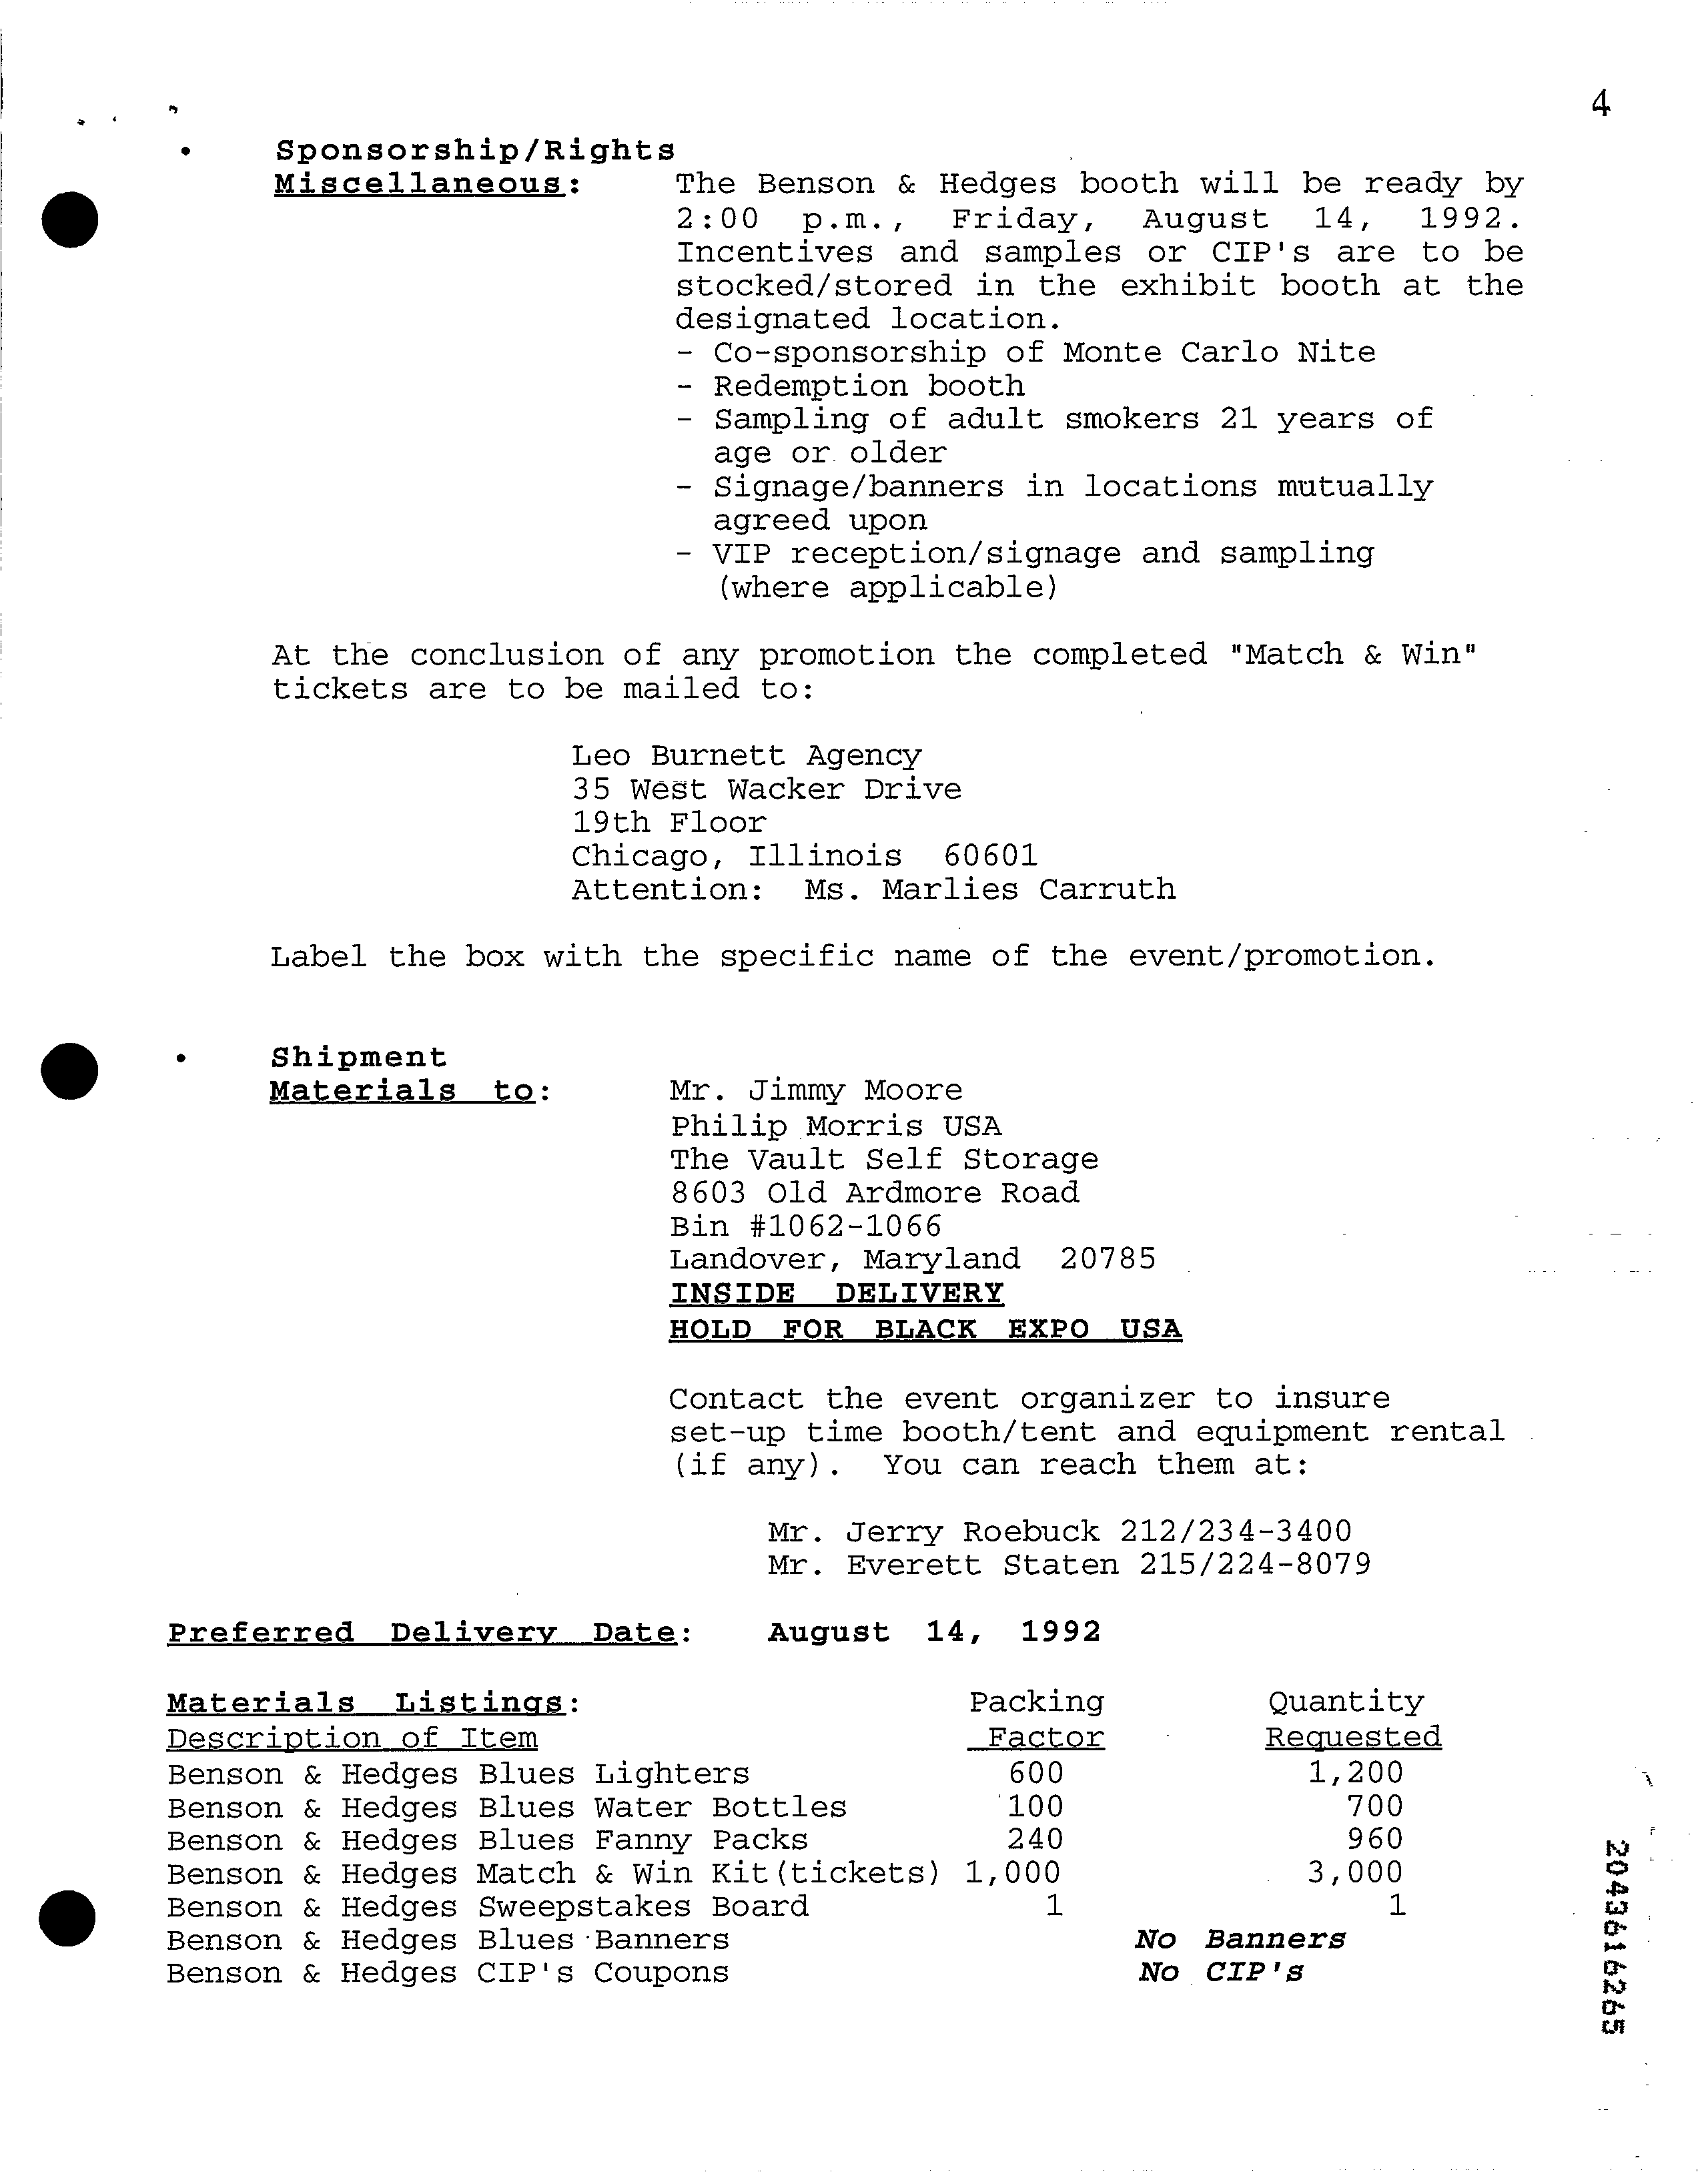 4
• Sponsorship/Rights
Miscellaneous: The Benson & Hedges booth will be ready by
2:00 p.m., Friday, August 14, 1992.
Incentives and samples or CIP's are to be
stocked/stored in the exhibit booth at the
designated location.
- Co-sponsorship of Monte Carlo Nite
- Redemption booth
- Sampling of adult smokers 21 years of
age or older
- Signage/banners in locations mutually
agreed upon
- VIP reception/signage and sampling
(where applicable)
At the conclusion of any promotion the completed "Match & Win"
tickets are to be mailed to:
Leo Burnett Agency
35 West Wacker Drive
19th Floor
Chicago, Illinois 60601
Attention: Ms. Marlies Carruth
Label the box with the specific name of the event/promotion.
• Shipment
Materials to: Mr. Jimmy Moore
Philip Morris USA
The Vault Self Storage
8603 Old Ardmore Road
Bin #1062-1066
Landover, Maryland 20785
INSIDE DELIVERY
HOLD FOR BLACK EXPO USA
Contact the event organizer to insure
set-up time booth/tent and equipment rental
(if any). You can reach them at:
Mr. Jerry Roebuck 212/234-3400
Mr. Everett Staten 215/224-8079
Preferred Delivery Date: August 14, 1992
Materials Listings: Packing Quantity
Description of Item Factor Requested
Benson & Hedges Blues Lighters 600 1,200
Benson & Hedges Blues Water Bottles 100 700
Benson & Hedges Blues Fanny Packs 240 960
Benson & Hedges Match & Win Kit(tickets) 1,000 3,000
Benson & Hedges Sweepstakes Board 1 1
Benson & Hedges Blues Banners No Banners
Benson & Hedges CIP's Coupons No CIP's
2043616265